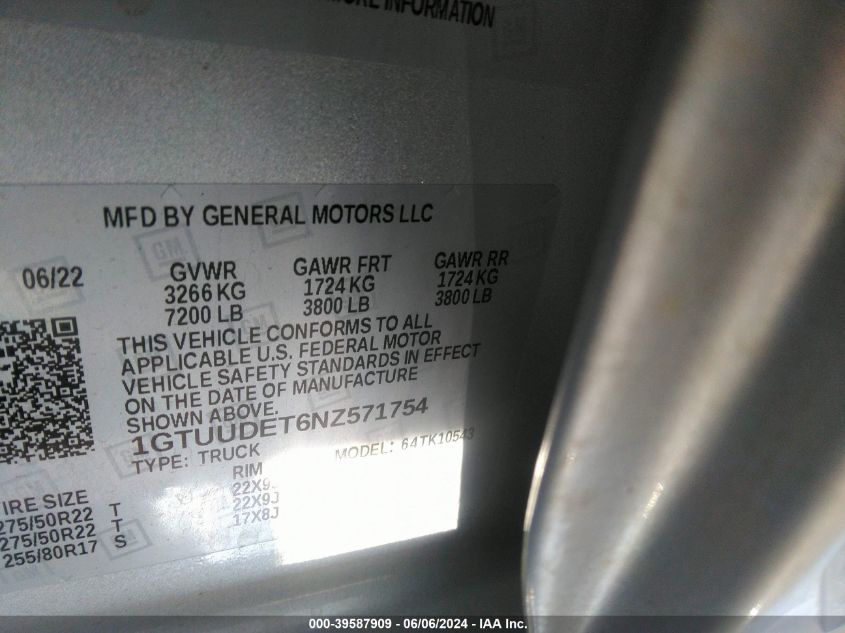 MORE INFORMATION
MFD BY GENERAL MOTORS LLC
06/22 GVWR GAWR FRT GAWR RR
3266 KG 1724 KG 1724 KG
7200 LB 3800 LB 3800 LB
THIS VEHICLE CONFORMS TO ALL
APPLICABLE U.S. FEDERAL MOTOR
VEHICLE SAFETY STANDARDS IN EFFECT
ON THE DATE OF MANUFACTURE
SHOWN ABOVE.
1GTUUDET6NZ571754
TYPE: TRUCK MODEL: 64TK10543
IRE SIZE RIM
275/50R22 T 22X9J
275/50R22 T 22X9J
255/80R17 S 17X8J
000-39587909 - 06/06/2024 - IAA Inc.